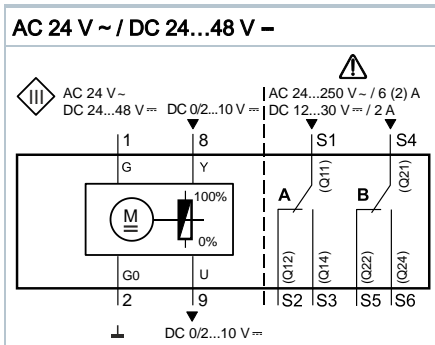 AC 24 V ~ / DC 24...48 V ⎓
III
AC 24 V ~
DC 24...48 V ⎓
DC 0/2...10 V ⎓
AC 24...250 V ~ / 6 (2) A
DC 12...30 V ⎓ / 2 A
1 8 S1 S4
G Y (Q11) (Q21)
100%
M
0%
A B
G0 U (Q12) (Q14) (Q22) (Q24)
2 9 S2 S3 S5 S6
DC 0/2...10 V ⎓